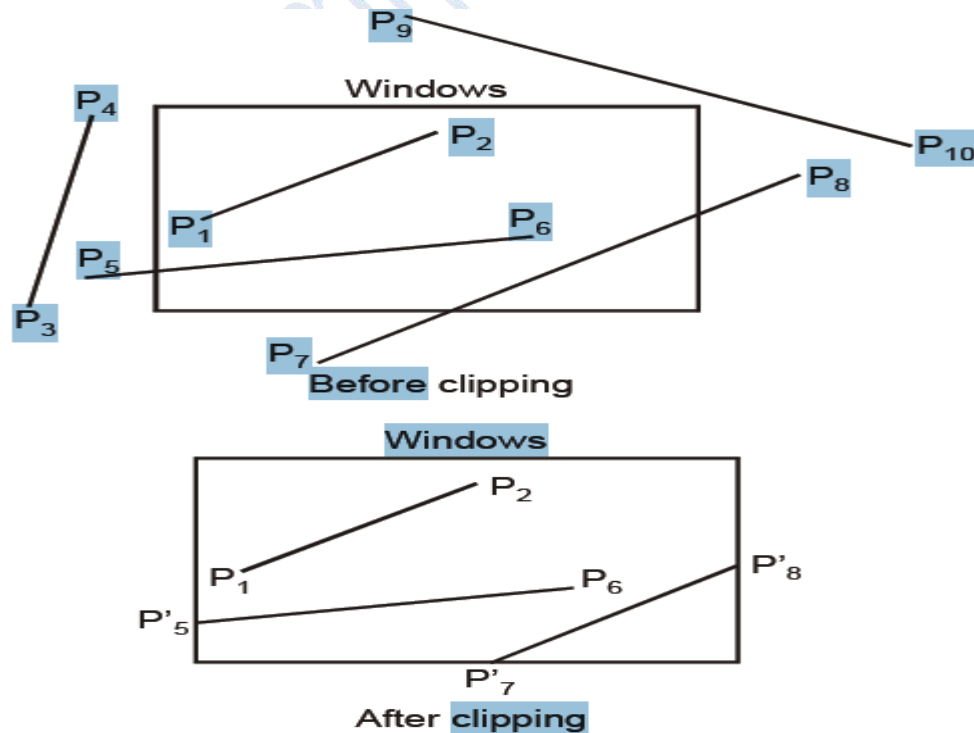 P₉
Windows
P₄
P₂
P₁₀
P₈
P₁
P₆
P₅
P₃
P₇
Before clipping
Windows
P₂
P₁
P₆
P'₈
P'₅
P'₇
After clipping